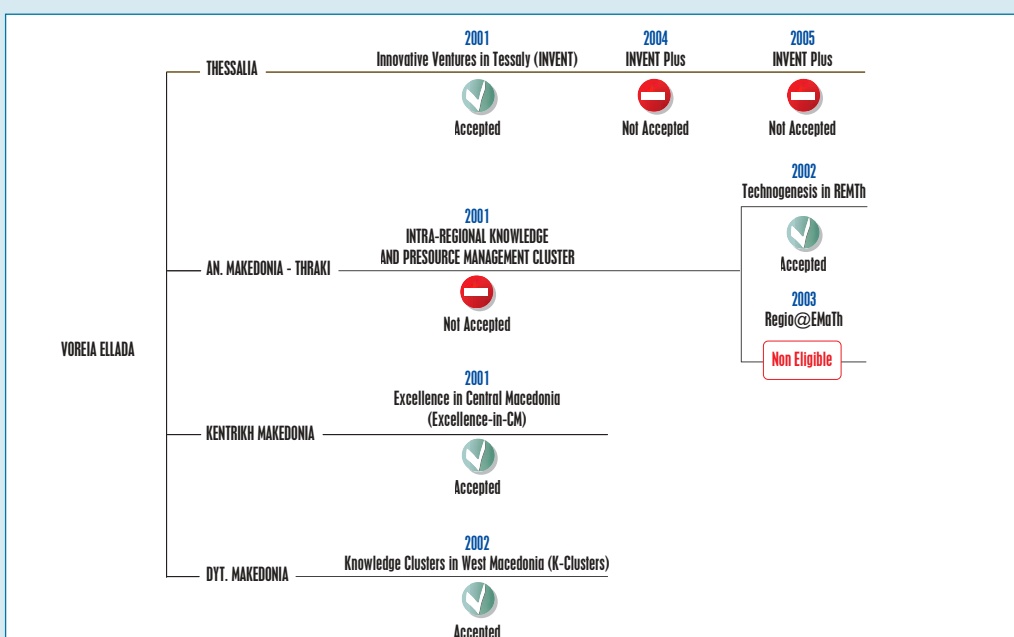 2001
Innovative Ventures in Tessaly (INVENT)
2004
INVENT Plus
2005
INVENT Plus
THESSALIA
Accepted
Not Accepted
Not Accepted
2002
Technogenesis in REMTh
2001
INTRA-REGIONAL KNOWLEDGE
AND PRESOURCE MANAGEMENT CLUSTER
AN. MAKEDONIA - THRAKI
Accepted
Not Accepted
2003
Regio@EMaTh
Non Eligible
VOREIA ELLADA
2001
Excellence in Central Macedonia
(Excellence-in-CM)
KENTRIKH MAKEDONIA
Accepted
2002
Knowledge Clusters in West Macedonia (K-Clusters)
DYT. MAKEDONIA
Accepted